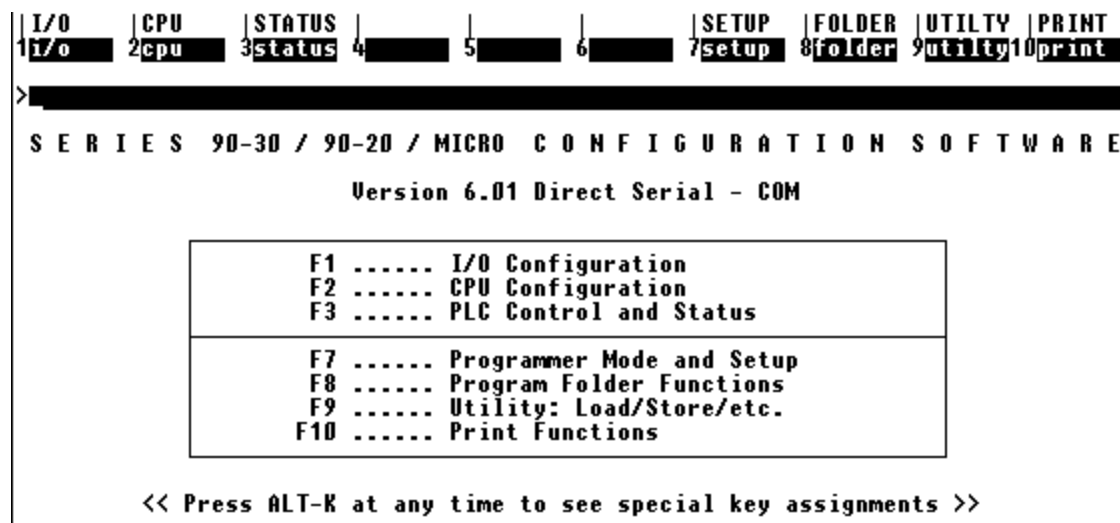 |I/O |CPU |STATUS | | | |SETUP |FOLDER |UTILTY |PRINT
1i/o 2cpu 3status 4 5 6 7setup 8folder 9utilty10print
>
S E R I E S 90-30 / 90-20 / MICRO C O N F I G U R A T I O N S O F T W A R E
Version 6.01 Direct Serial - COM
F1 ...... I/O Configuration
F2 ...... CPU Configuration
F3 ...... PLC Control and Status
F7 ...... Programmer Mode and Setup
F8 ...... Program Folder Functions
F9 ...... Utility: Load/Store/etc.
F10 ...... Print Functions
<< Press ALT-K at any time to see special key assignments >>